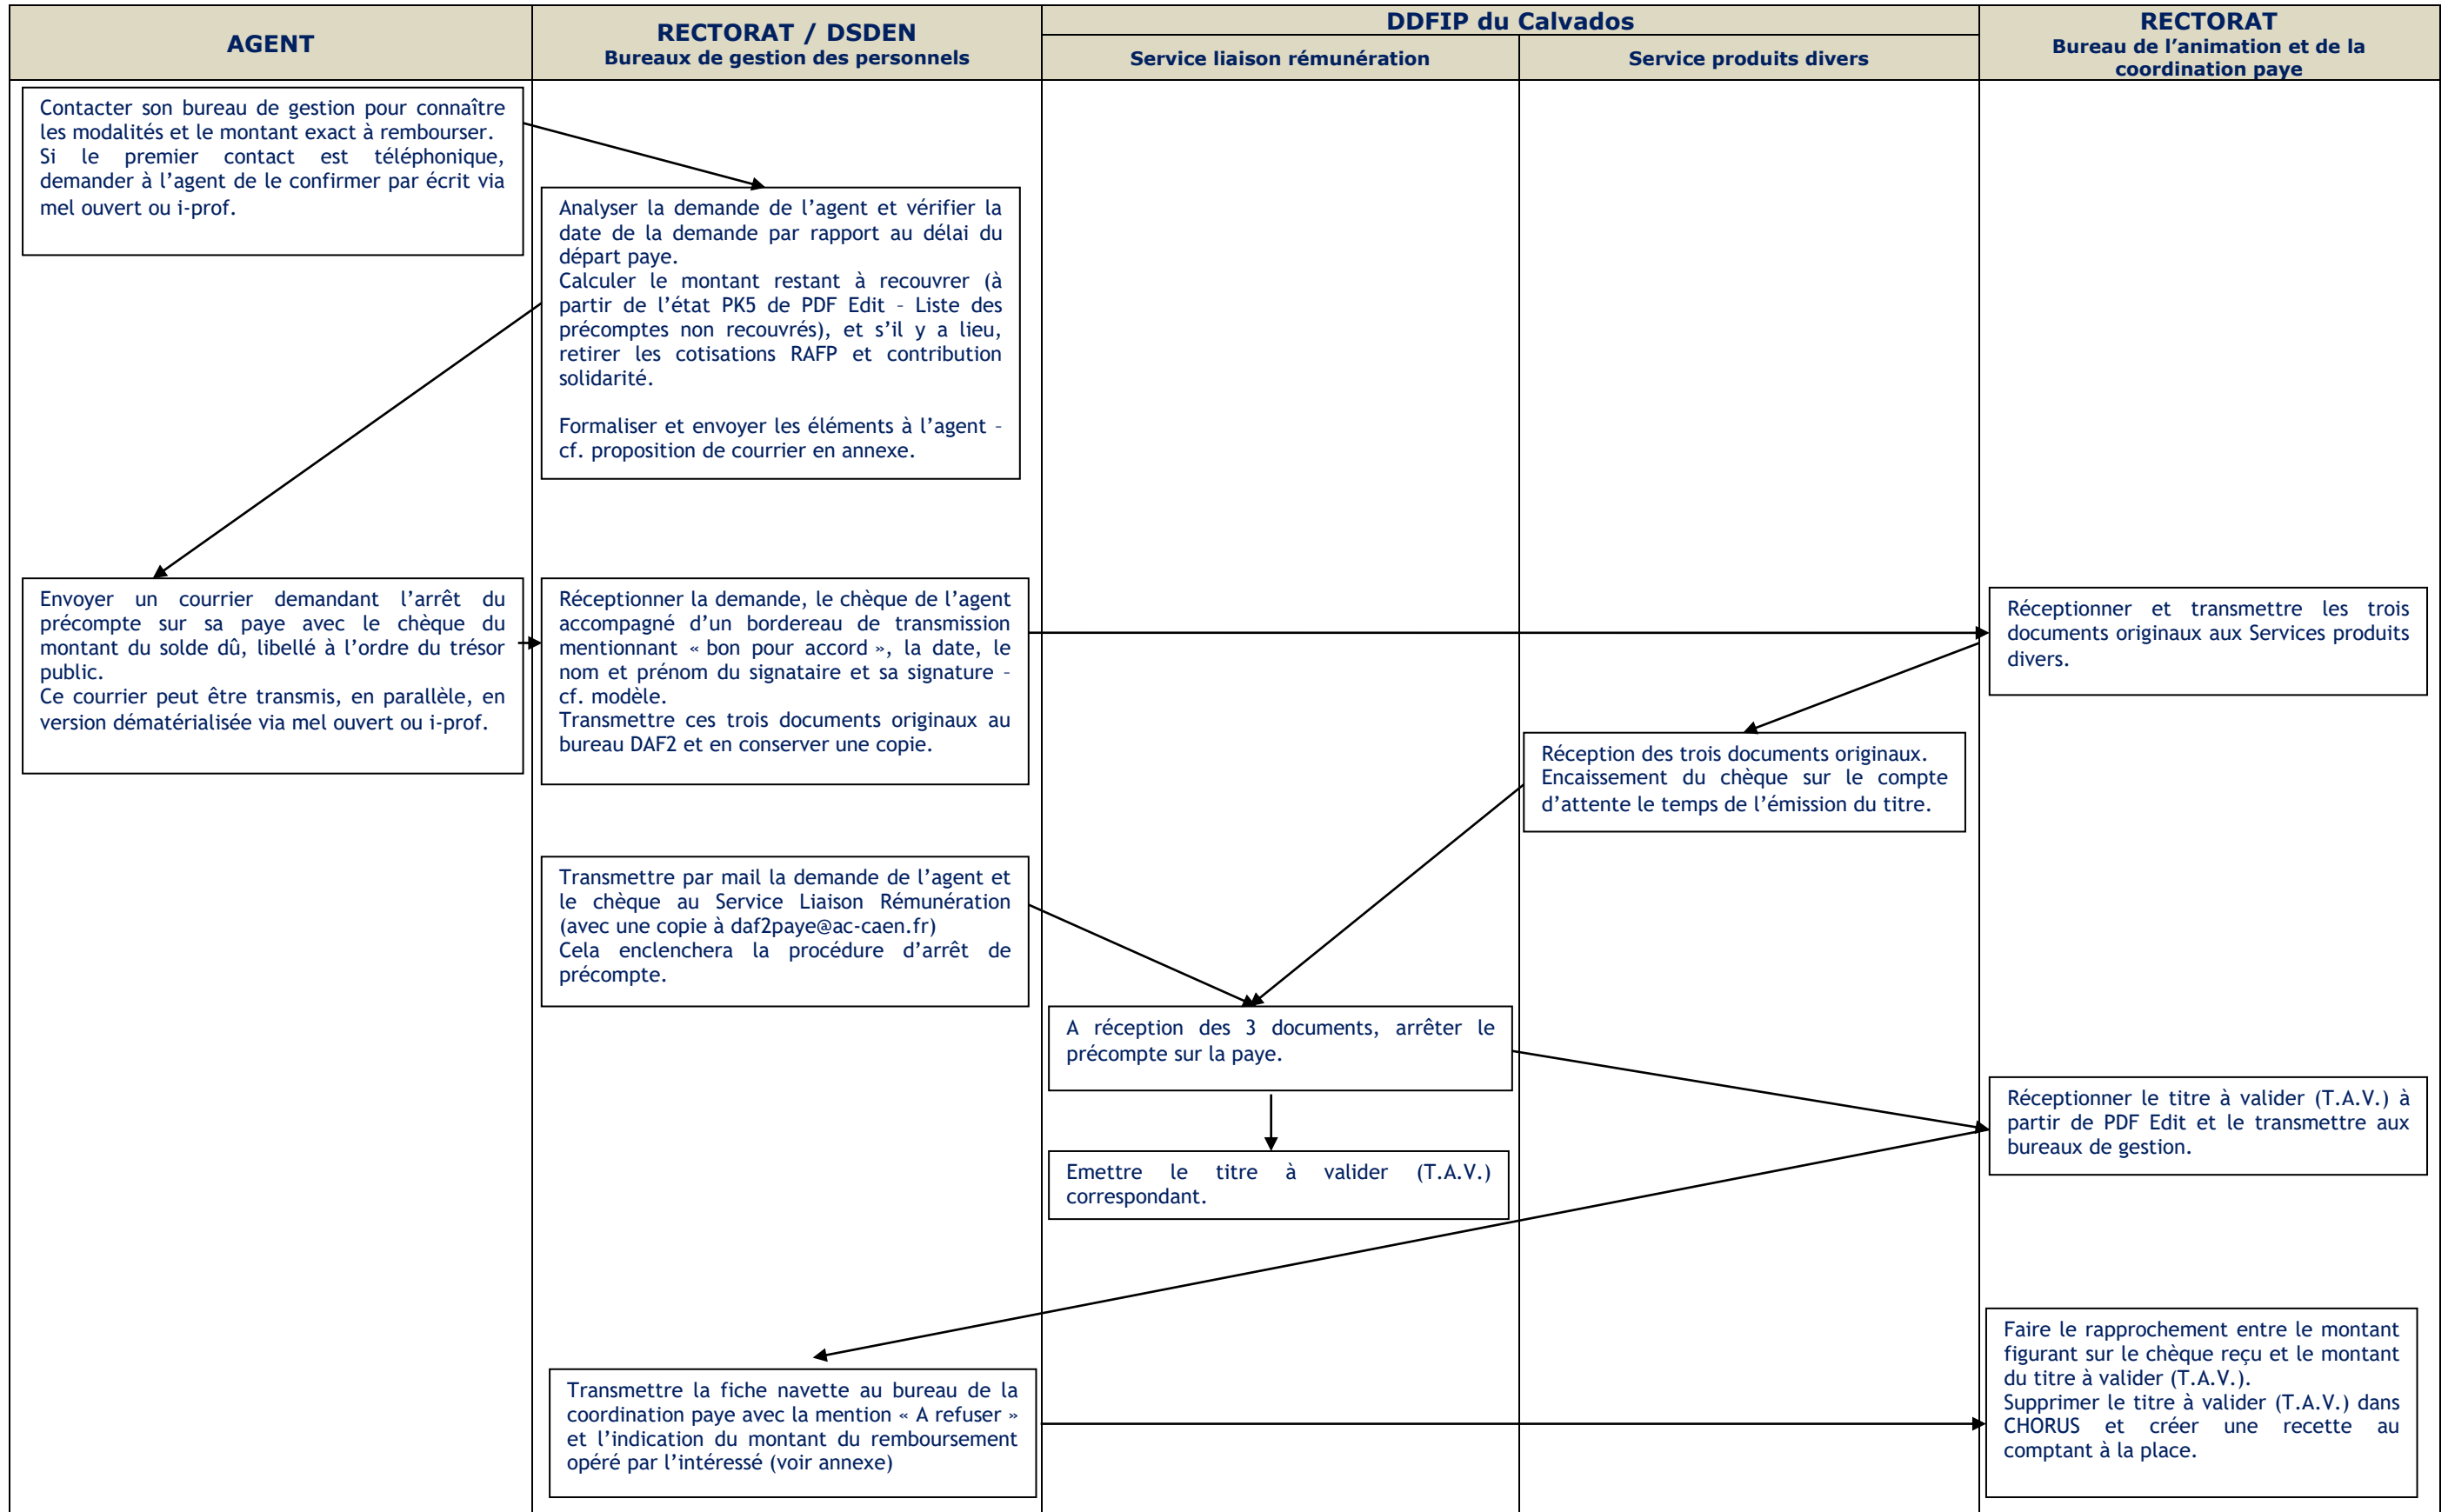 AGENT
RECTORAT / DSDEN
Bureaux de gestion des personnels
DDFIP du Calvados
Service liaison rémunération
Service produits divers
RECTORAT
Bureau de l’animation et de la
coordination paye
Contacter son bureau de gestion pour connaître
les modalités et le montant exact à rembourser.
Si le premier contact est téléphonique,
demander à l’agent de le confirmer par écrit via
mel ouvert ou i-prof.
Analyser la demande de l’agent et vérifier la
date de la demande par rapport au délai du
départ paye.
Calculer le montant restant à recouvrer (à
partir de l’état PK5 de PDF Edit – Liste des
précomptes non recouvrés), et s’il y a lieu,
retirer les cotisations RAFP et contribution
solidarité.
Formaliser et envoyer les éléments à l’agent –
cf. proposition de courrier en annexe.
Envoyer un courrier demandant l’arrêt du
précompte sur sa paye avec le chèque du
montant du solde dû, libellé à l’ordre du trésor
public.
Ce courrier peut être transmis, en parallèle, en
version dématérialisée via mel ouvert ou i-prof.
Réceptionner la demande, le chèque de l’agent
accompagné d’un bordereau de transmission
mentionnant « bon pour accord », la date, le
nom et prénom du signataire et sa signature –
cf. modèle.
Transmettre ces trois documents originaux au
bureau DAF2 et en conserver une copie.
Réceptionner et transmettre les trois
documents originaux aux Services produits
divers.
Réception des trois documents originaux.
Encaissement du chèque sur le compte
d’attente le temps de l’émission du titre.
Transmettre par mail la demande de l’agent et
le chèque au Service Liaison Rémunération
(avec une copie à daf2paye@ac-caen.fr)
Cela enclenchera la procédure d’arrêt de
précompte.
A réception des 3 documents, arrêter le
précompte sur la paye.
Réceptionner le titre à valider (T.A.V.) à
partir de PDF Edit et le transmettre aux
bureaux de gestion.
Emettre le titre à valider (T.A.V.)
correspondant.
Transmettre la fiche navette au bureau de la
coordination paye avec la mention « A refuser »
et l’indication du montant du remboursement
opéré par l’intéressé (voir annexe)
Faire le rapprochement entre le montant
figurant sur le chèque reçu et le montant
du titre à valider (T.A.V.).
Supprimer le titre à valider (T.A.V.) dans
CHORUS et créer une recette au
comptant à la place.